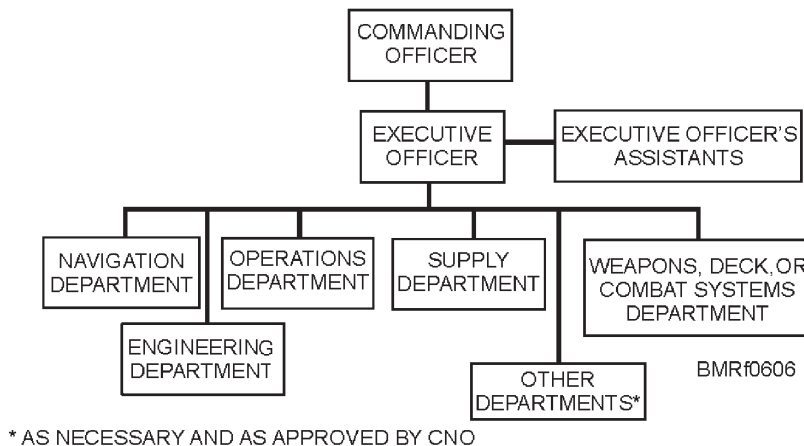 COMMANDING
OFFICER
EXECUTIVE
OFFICER
EXECUTIVE OFFICER'S
ASSISTANTS
NAVIGATION
DEPARTMENT
OPERATIONS
DEPARTMENT
SUPPLY
DEPARTMENT
WEAPONS, DECK, OR
COMBAT SYSTEMS
DEPARTMENT
ENGINEERING
DEPARTMENT
OTHER
DEPARTMENTS*
BMRf0606
* AS NECESSARY AND AS APPROVED BY CNO